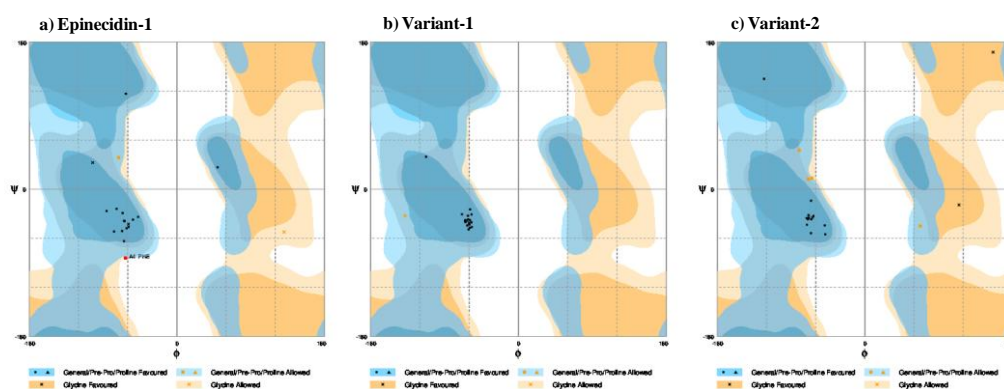 a) Epinecidin-1
b) Variant-1
c) Variant-2
180
180
180
ψ
0
ψ
0
ψ
0
-180
-180
-180
-180
0
180
-180
0
180
-180
0
180
ϕ
ϕ
ϕ
General/Pre-Pro/Proline Favoured
General/Pre-Pro/Proline Allowed
Glycine Favoured
Glycine Allowed
General/Pre-Pro/Proline Favoured
General/Pre-Pro/Proline Allowed
Glycine Favoured
Glycine Allowed
General/Pre-Pro/Proline Favoured
General/Pre-Pro/Proline Allowed
Glycine Favoured
Glycine Allowed